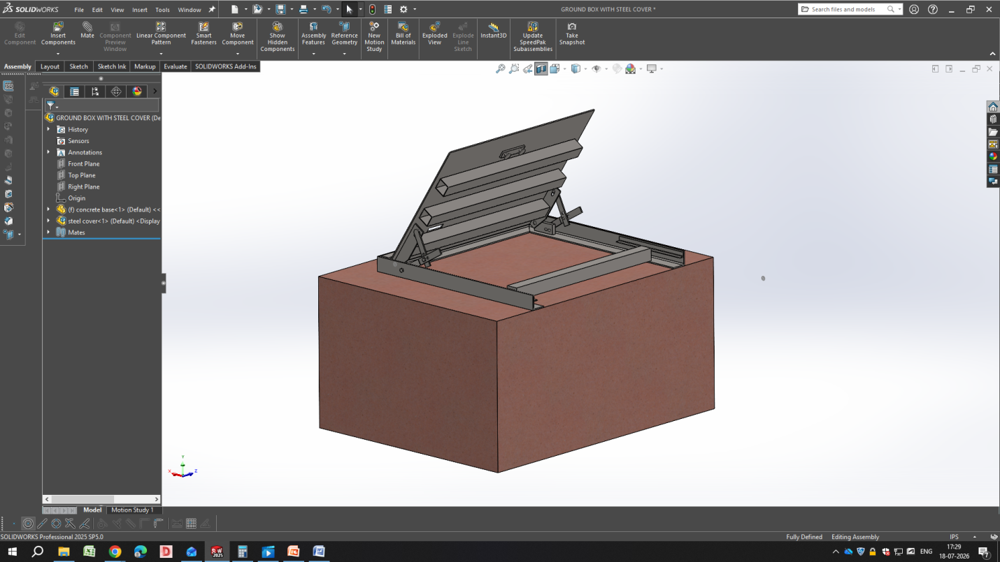 SOLIDWORKS File Edit View Insert Tools Window
GROUND BOX WITH STEEL COVER *
Search files and models
Edit Component
Insert Components
Mate
Component Preview Window
Linear Component Pattern
Smart Fasteners
Move Component
Show Hidden Components
Assembly Features
Reference Geometry
New Motion Study
Bill of Materials
Exploded View
Explode Line Sketch
Instant3D
Update SpeedPak Subassemblies
Take Snapshot
Assembly Layout Sketch Sketch Ink Markup Evaluate SOLIDWORKS Add-Ins
GROUND BOX WITH STEEL COVER (De
History
Sensors
Annotations
Front Plane
Top Plane
Right Plane
Origin
(f) concrete base<1> (Default) <<
steel cover<1> (Default) <Display
Mates
Y
X
Z
Model Motion Study 1
SOLIDWORKS Professional 2025 SP5.0
Fully Defined Editing Assembly IPS
ENG
17:29
18-07-2026